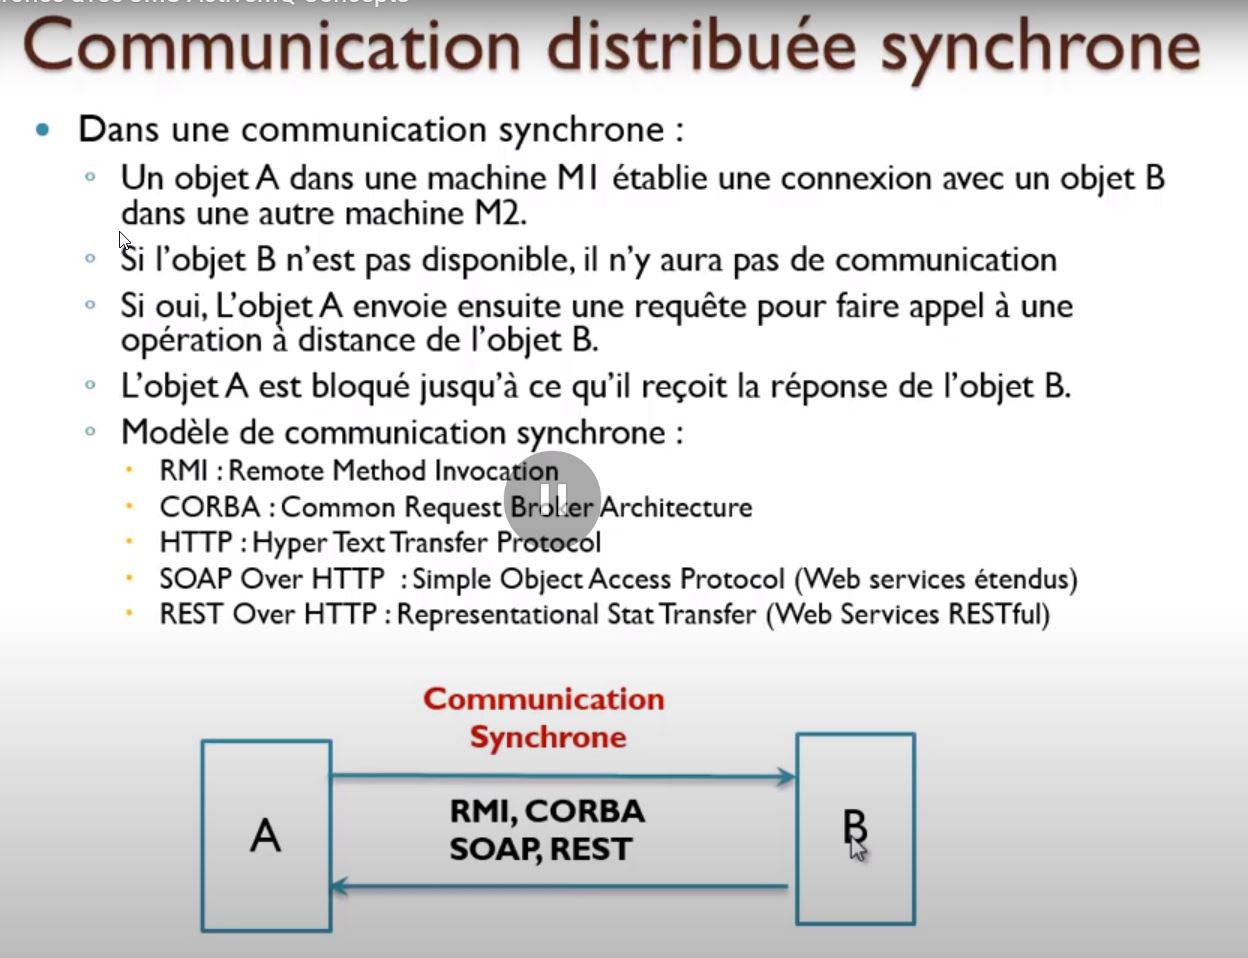 Communication distribuée synchrone
Dans une communication synchrone :
Un objet A dans une machine M1 établie une connexion avec un objet B
dans une autre machine M2.
Si l'objet B n'est pas disponible, il n'y aura pas de communication
Si oui, L'objet A envoie ensuite une requête pour faire appel à une
opération à distance de l'objet B.
L'objet A est bloqué jusqu'à ce qu'il reçoit la réponse de l'objet B.
Modèle de communication synchrone :
RMI : Remote Method Invocation
CORBA : Common Request Broker Architecture
HTTP : Hyper Text Transfer Protocol
SOAP Over HTTP : Simple Object Access Protocol (Web services étendus)
REST Over HTTP : Representational Stat Transfer (Web Services RESTful)
Communication
Synchrone
A
RMI, CORBA
SOAP, REST
B